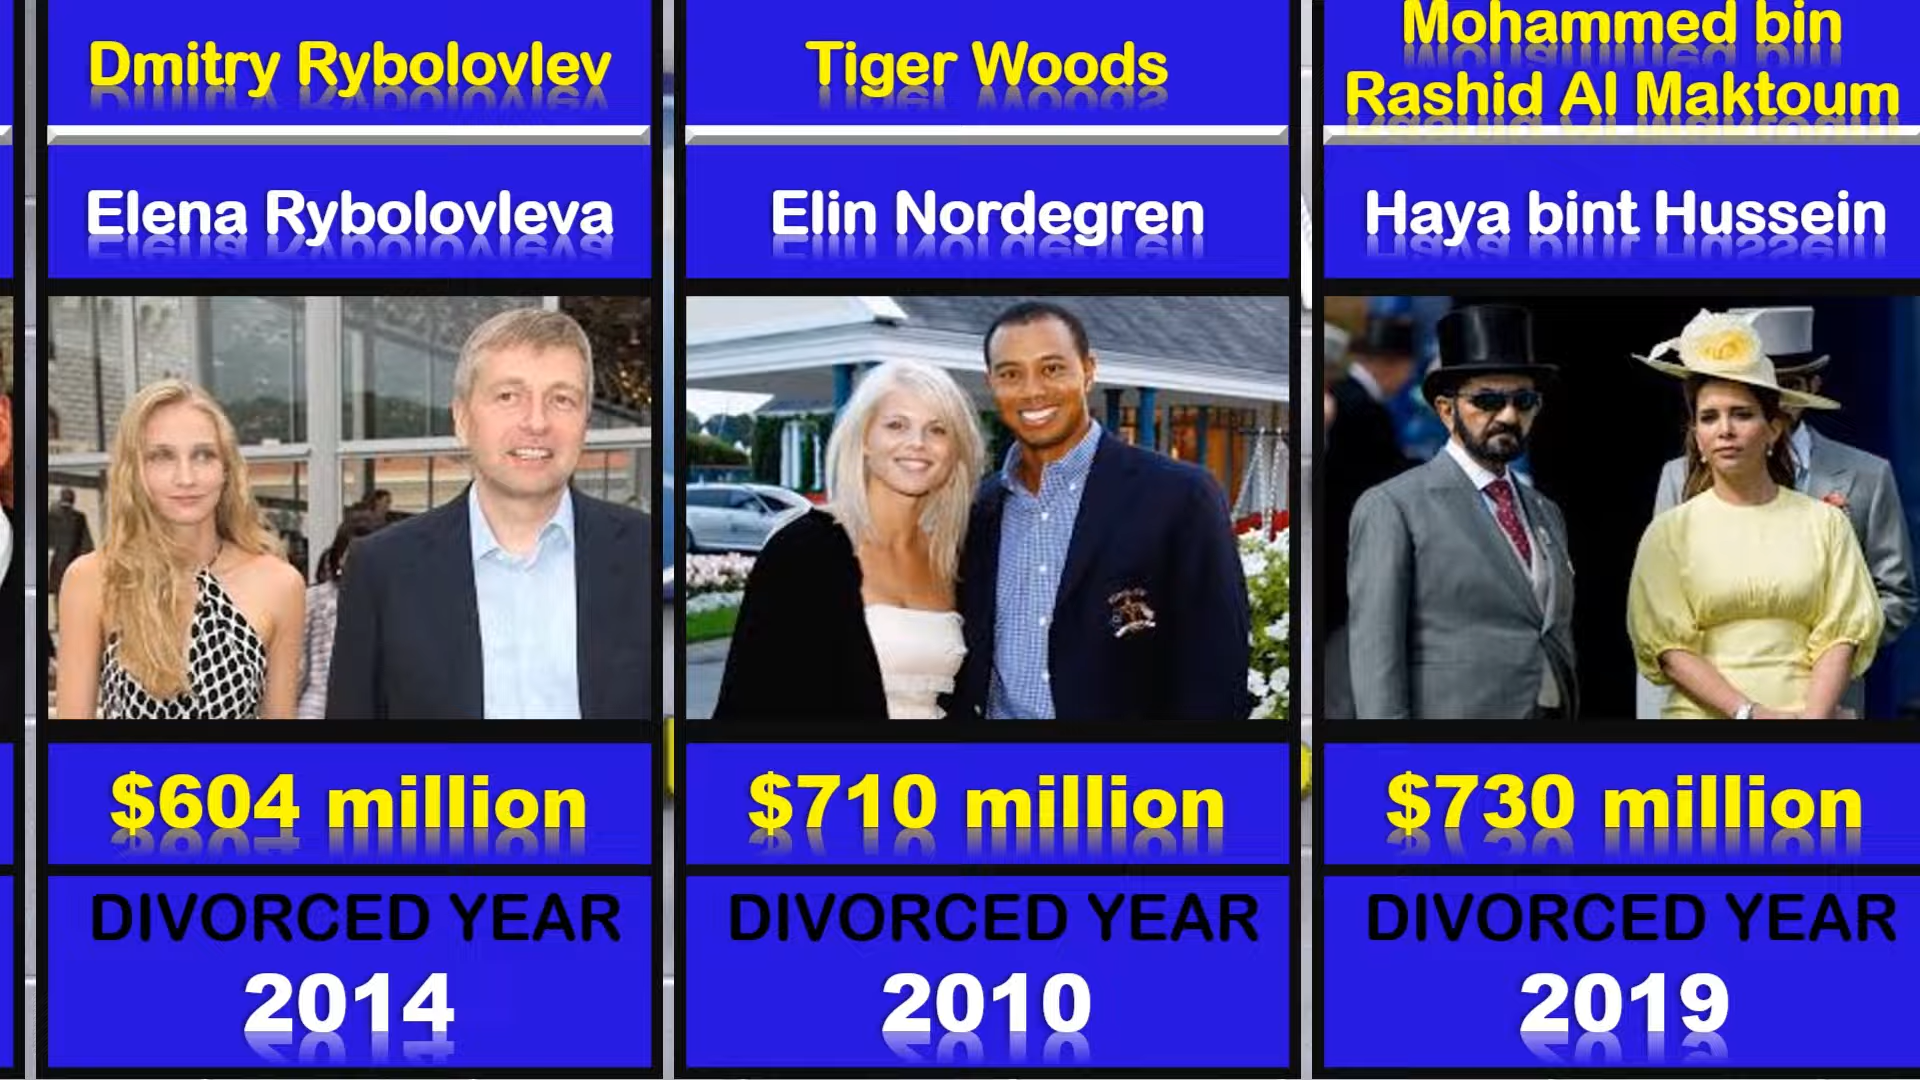 Dmitry Rybolovlev
Elena Rybolovleva
$604 million
DIVORCED YEAR
2014
Tiger Woods
Elin Nordegren
$710 million
DIVORCED YEAR
2010
Mohammed bin
Rashid Al Maktoum
Haya bint Hussein
$730 million
DIVORCED YEAR
2019